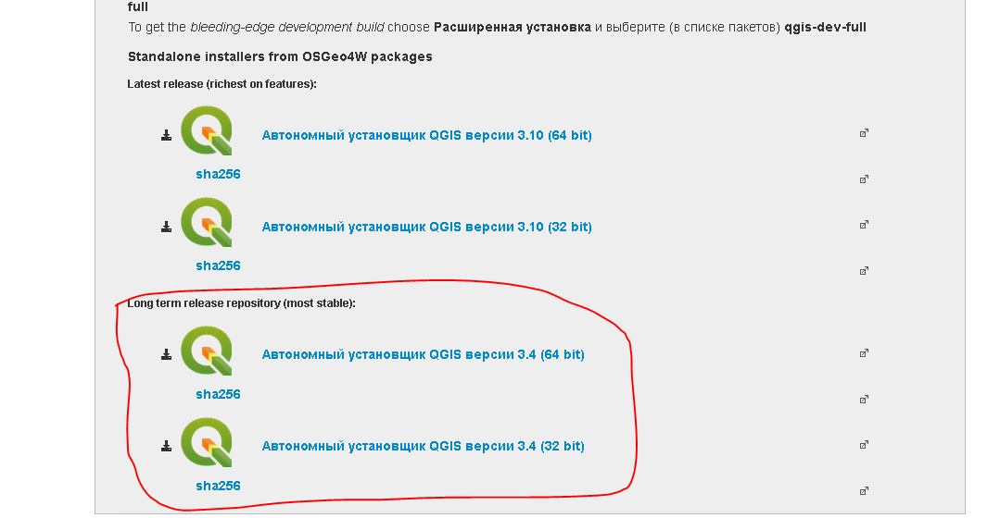 full
To get the bleeding-edge development build choose Расширенная установка и выберите (в списке пакетов) qgis-dev-full
Standalone installers from OSGeo4W packages
Latest release (richest on features):
Автономный установщик QGIS версии 3.10 (64 bit)
sha256
Автономный установщик QGIS версии 3.10 (32 bit)
sha256
Long term release repository (most stable):
Автономный установщик QGIS версии 3.4 (64 bit)
sha256
Автономный установщик QGIS версии 3.4 (32 bit)
sha256